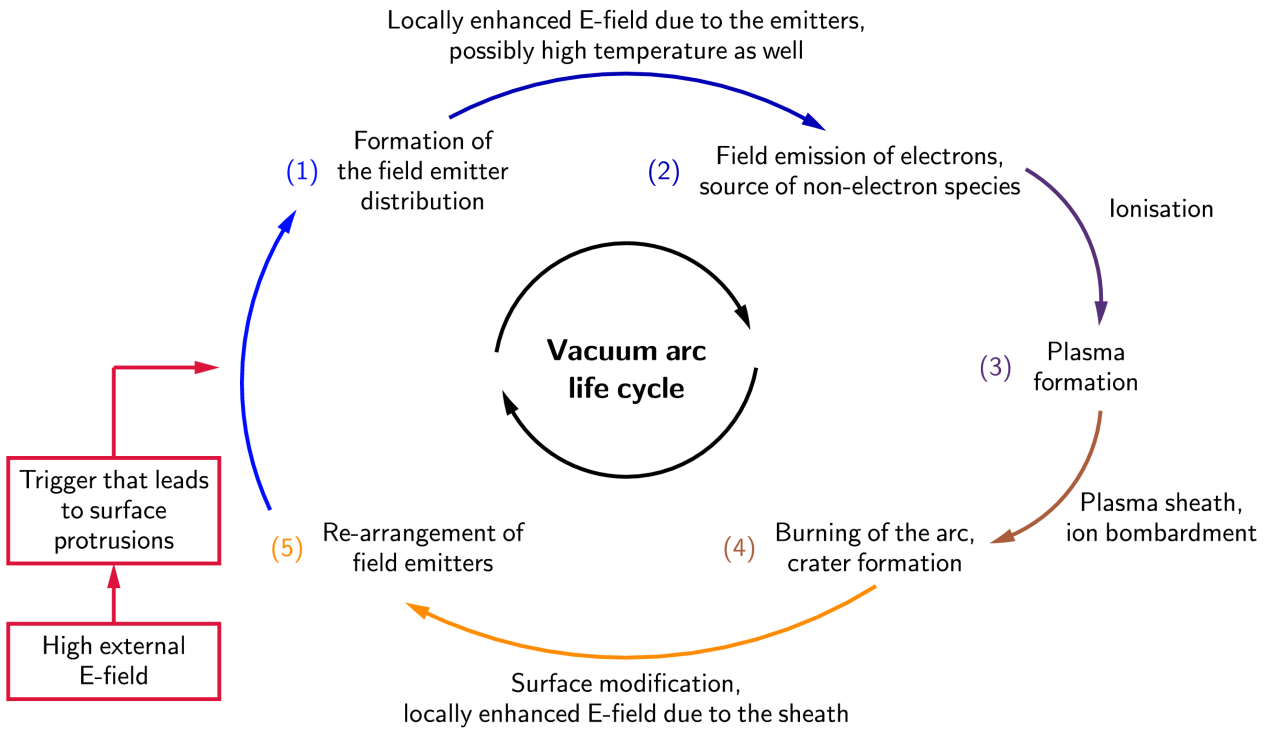 Locally enhanced E-field due to the emitters,
possibly high temperature as well
(1)
Formation of
the field emitter
distribution
(2)
Field emission of electrons,
source of non-electron species
Ionisation
Vacuum arc
life cycle
(3)
Plasma
formation
Trigger that leads
to surface
protrusions
(5)
Re-arrangement of
field emitters
(4)
Burning of the arc,
crater formation
Plasma sheath,
ion bombardment
High external
E-field
Surface modification,
locally enhanced E-field due to the sheath